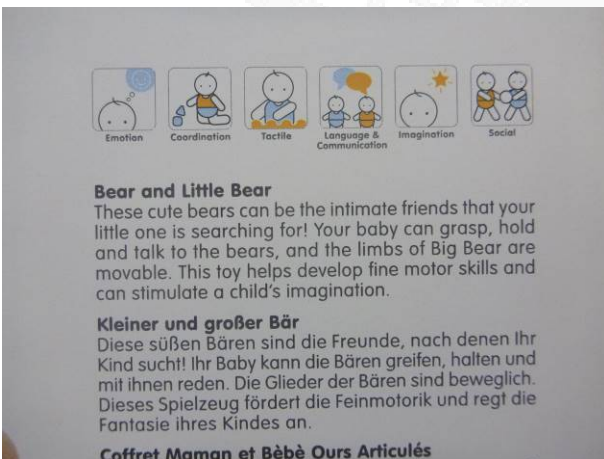 Emotion
Coordination
Tactile
Language &
Communication
Imagination
Social
Bear and Little Bear
These cute bears can be the intimate friends that your
little one is searching for! Your baby can grasp, hold
and talk to the bears, and the limbs of Big Bear are
movable. This toy helps develop fine motor skills and
can stimulate a child's imagination.
Kleiner und großer Bär
Diese süßen Bären sind die Freunde, nach denen Ihr
Kind sucht! Ihr Baby kann die Bären greifen, halten und
mit ihnen reden. Die Glieder der Bären sind beweglich.
Dieses Spielzeug fördert die Feinmotorik und regt die
Fantasie ihres Kindes an.
Coffret Maman et Bèbè Ours Articulés